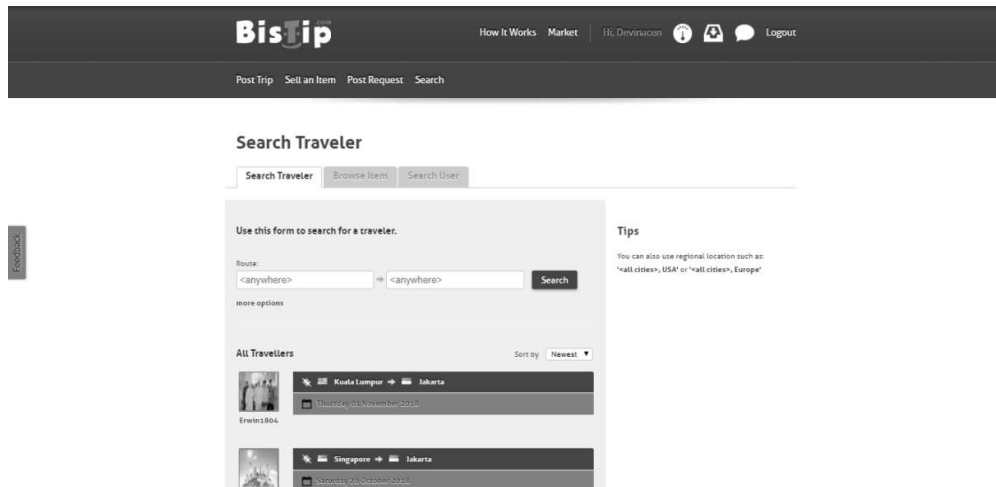 BisTip.com
How It Works Market Hi, Devinacen Logout
Post Trip Sell an Item Post Request Search
Search Traveler
Search Traveler Browse Item Search User
Feedback
Use this form to search for a traveler.
Route:
<anywhere> <anywhere> Search
more options
Tips
You can also use regional location such as:
'<all cities>, USA' or '<all cities>, Europe'
All Travellers Sort by Newest
Kuala Lumpur Jakarta
Thursday 01 November 2018
Erwin1804
Singapore Jakarta
Saturday 20 October 2018